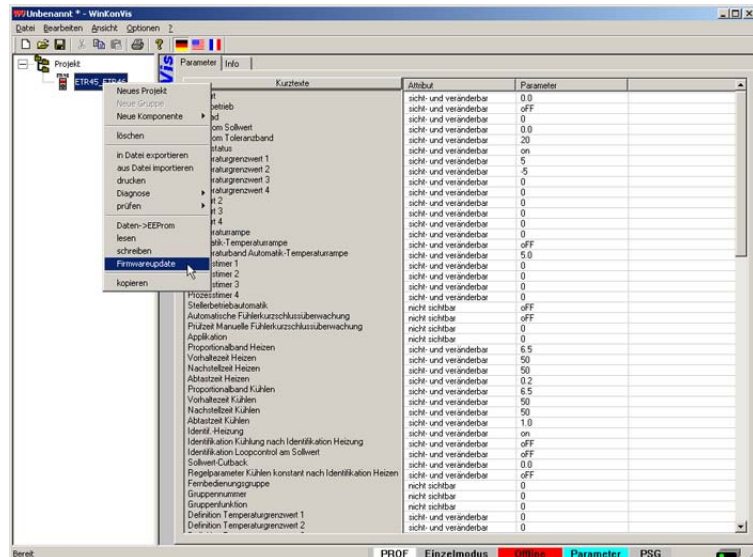 Unbenannt * - WinKonVis
Datei Bearbeiten Ansicht Optionen ?
Projekt
ETR45_ETR46
Parameter Info
Kurztexte Attribut Parameter
sicht- und veränderbar 0.0
sicht- und veränderbar oFF
sicht- und veränderbar 0
Sollwert sicht- und veränderbar 0.0
Toleranzband sicht- und veränderbar 20
sicht- und veränderbar on
sicht- und veränderbar 5
sicht- und veränderbar -5
sicht- und veränderbar 0
sicht- und veränderbar 0
sicht- und veränderbar 0
sicht- und veränderbar 0
sicht- und veränderbar 0
sicht- und veränderbar 0
sicht- und veränderbar oFF
Automatik-Temperaturrampe sicht- und veränderbar 5.0
sicht- und veränderbar 0
sicht- und veränderbar 0
sicht- und veränderbar 0
Prozesstimer 4 sicht- und veränderbar 0
Stellerbetriebautomatik nicht sichtbar oFF
Automatische Fühlerkurzschlussüberwachung nicht sichtbar oFF
Prüfzeit Manuelle Fühlerkurzschlussüberwachung nicht sichtbar 0
Applikation nicht sichtbar 0
Proportionalband Heizen sicht- und veränderbar 6.5
Vorhaltezeit Heizen sicht- und veränderbar 50
Nachstellzeit Heizen sicht- und veränderbar 50
Abtastzeit Heizen sicht- und veränderbar 0.2
Proportionalband Kühlen sicht- und veränderbar 6.5
Vorhaltezeit Kühlen sicht- und veränderbar 50
Nachstellzeit Kühlen sicht- und veränderbar 50
Abtastzeit Kühlen sicht- und veränderbar 1.0
Identif.-Heizung sicht- und veränderbar on
Identifikation Kühlung nach Identifikation Heizung sicht- und veränderbar oFF
Identifikation Loopcontrol am Sollwert sicht- und veränderbar oFF
Sollwert-Cutback sicht- und veränderbar 0.0
Regelparameter Kühlen konstant nach Identifikation Heizen sicht- und veränderbar oFF
Fernbedienungsgruppe nicht sichtbar 0
Gruppennummer nicht sichtbar 0
Gruppenfunktion nicht sichtbar 0
Definition Temperaturgrenzwert 1 sicht- und veränderbar 0
Definition Temperaturgrenzwert 2 sicht- und veränderbar 0
Neues Projekt
Neue Gruppe
Neue Komponente
löschen
in Datei exportieren
aus Datei importieren
drucken
Diagnose
prüfen
Daten->EEProm
lesen
schreiben
Firmwareupdate
kopieren
Bereit PROF Einzelmodus Offline Parameter PSG